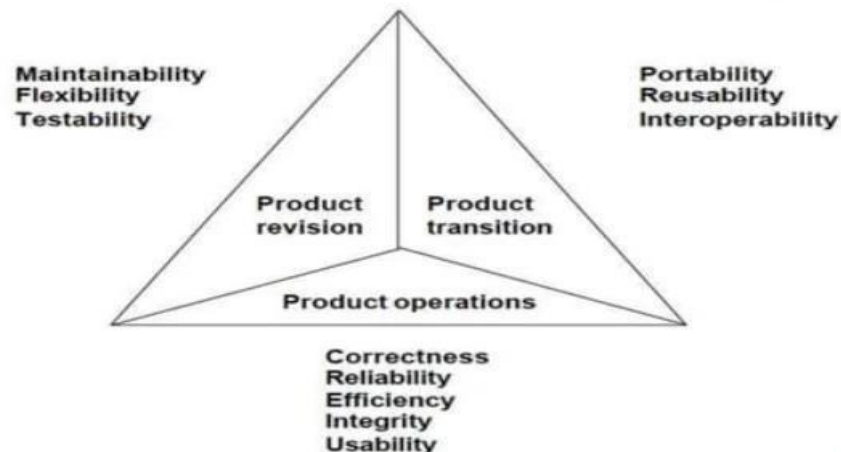 Maintainability
Flexibility
Testability
Portability
Reusability
Interoperability
Product
revision
Product
transition
Product operations
Correctness
Reliability
Efficiency
Integrity
Usability